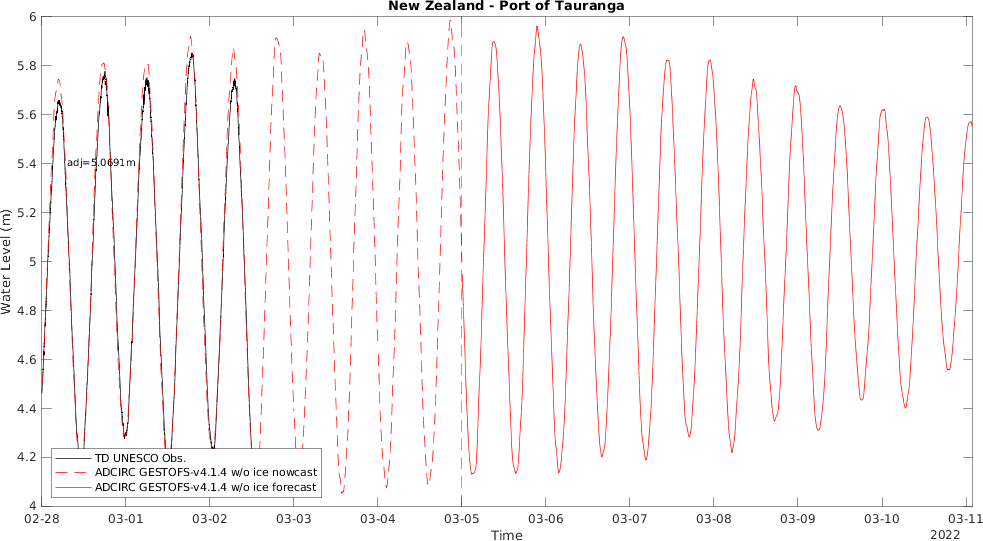 New Zealand - Port of Tauranga
Water Level (m)
6
5.8
5.6
5.4
5.2
5
4.8
4.6
4.4
4.2
4
adj=5.0691m
TD UNESCO Obs.
ADCIRC GESTOFS-v4.1.4 w/o ice nowcast
ADCIRC GESTOFS-v4.1.4 w/o ice forecast
02-28 03-01 03-02 03-03 03-04 03-05 03-06 03-07 03-08 03-09 03-10 03-11
Time
2022